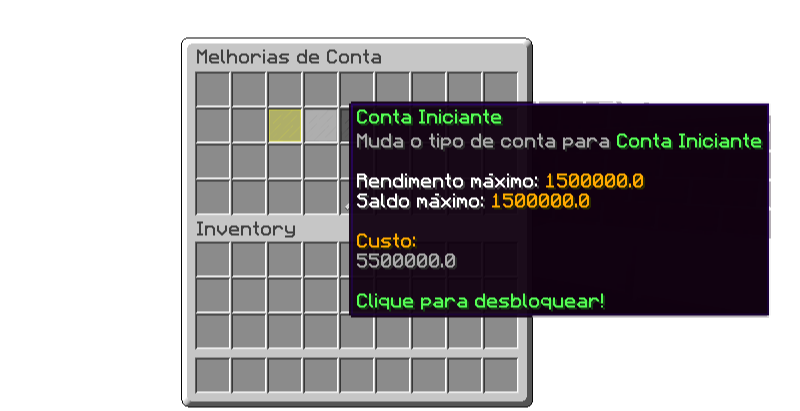 Melhorias de Conta
Conta Iniciante
Muda o tipo de conta para Conta Iniciante
Rendimento máximo: 1500000.0
Saldo máximo: 1500000.0
Inventory
Custo:
5500000.0
Clique para desbloquear!